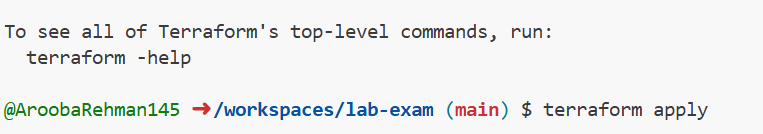 To see all of Terraform's top-level commands, run:
  terraform -help
@AroobaRehman145 ➜/workspaces/lab-exam (main) $ terraform apply